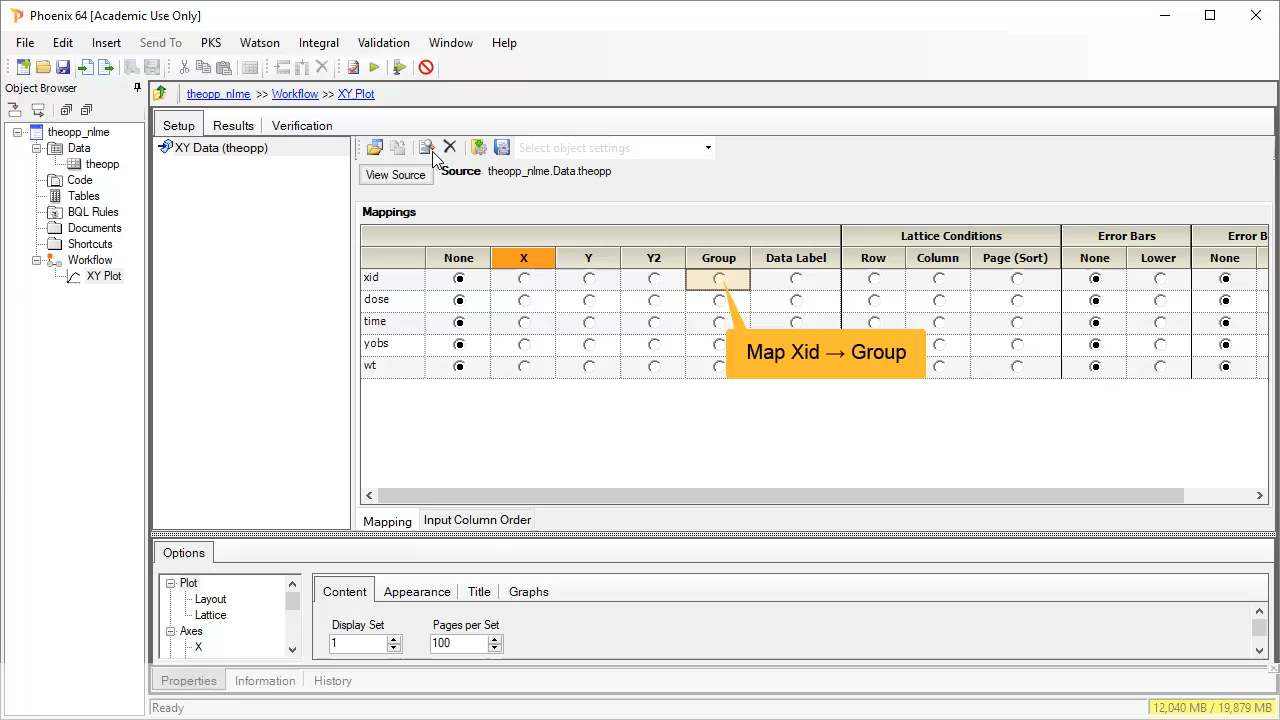 Phoenix 64 [Academic Use Only]
File Edit Insert Send To PKS Watson Integral Validation Window Help
Object Browser
theopp_nlme >> Workflow >> XY Plot
theopp_nlme
Data
theopp
Code
Tables
BQL Rules
Documents
Shortcuts
Workflow
XY Plot
Setup Results Verification
XY Data (theopp)
Select object settings
View Source Source theopp_nlme.Data.theopp
Mappings
Lattice Conditions Error Bars Error B
None X Y Y2 Group Data Label Row Column Page (Sort) None Lower None
xid
dose
time
yobs
wt
Map Xid → Group
Mapping Input Column Order
Options
Plot
Layout
Lattice
Axes
X
Content Appearance Title Graphs
Display Set Pages per Set
1 100
Properties Information History
Ready 12,040 MB / 19,879 MB